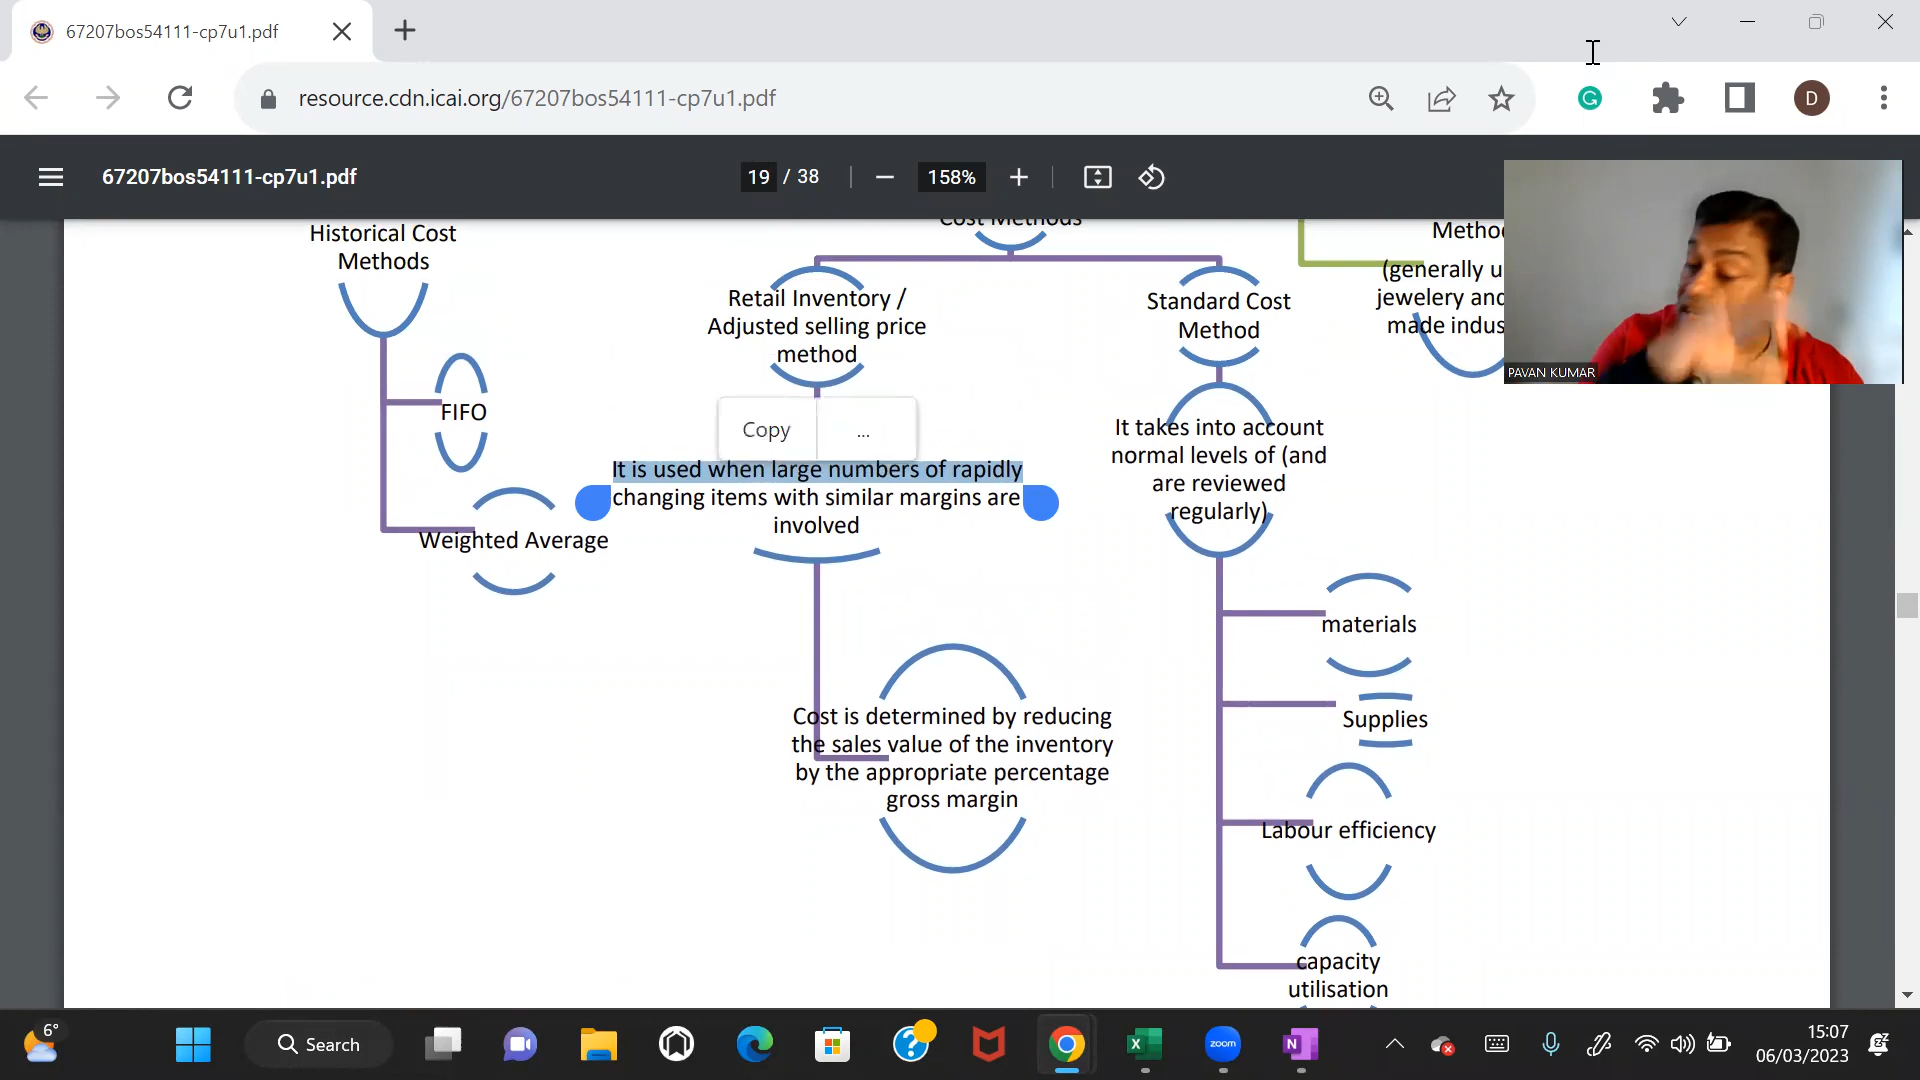 67207bos54111-cp7u1.pdf
resource.cdn.icai.org/67207bos54111-cp7u1.pdf
D
67207bos54111-cp7u1.pdf
19 / 38
158%
Cost Methods
Historical Cost
Methods
FIFO
Weighted Average
Retail Inventory /
Adjusted selling price
method
Copy
...
It is used when large numbers of rapidly
changing items with similar margins are
involved
Cost is determined by reducing
the sales value of the inventory
by the appropriate percentage
gross margin
Standard Cost
Method
It takes into account
normal levels of (and
are reviewed
regularly)
materials
Supplies
Labour efficiency
capacity
utilisation
(generally u
jewelery and
made indus
PAVAN KUMAR
6°
Search
zoom
15:07
06/03/2023